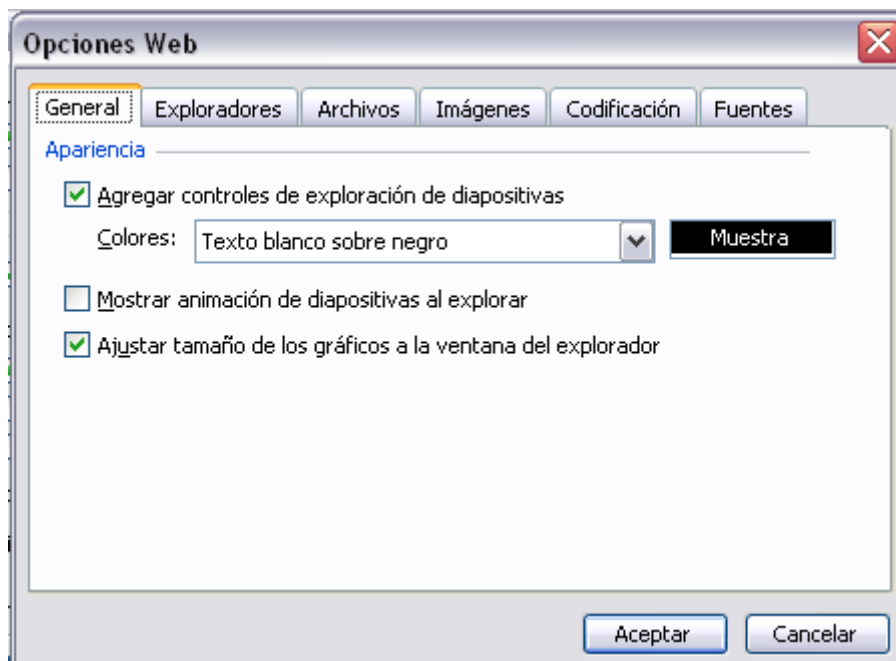 Opciones Web
General Exploradores Archivos Imágenes Codificación Fuentes
Apariencia
Agregar controles de exploración de diapositivas
Colores: Texto blanco sobre negro Muestra
Mostrar animación de diapositivas al explorar
Ajustar tamaño de los gráficos a la ventana del explorador
Aceptar Cancelar